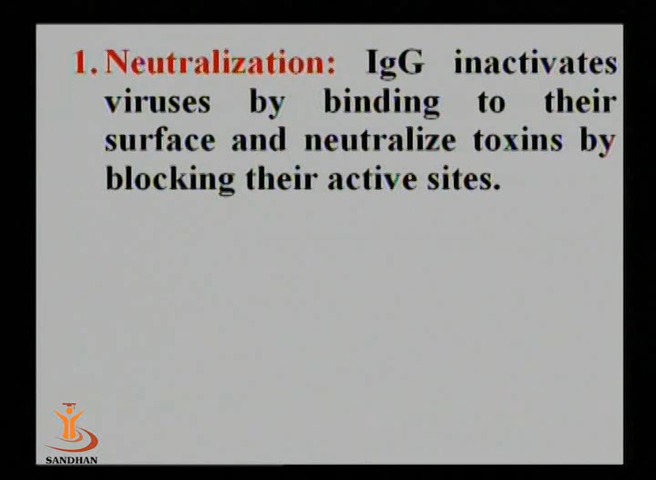 1. Neutralization: IgG inactivates
viruses by binding to their
surface and neutralize toxins by
blocking their active sites.
SANDHAN